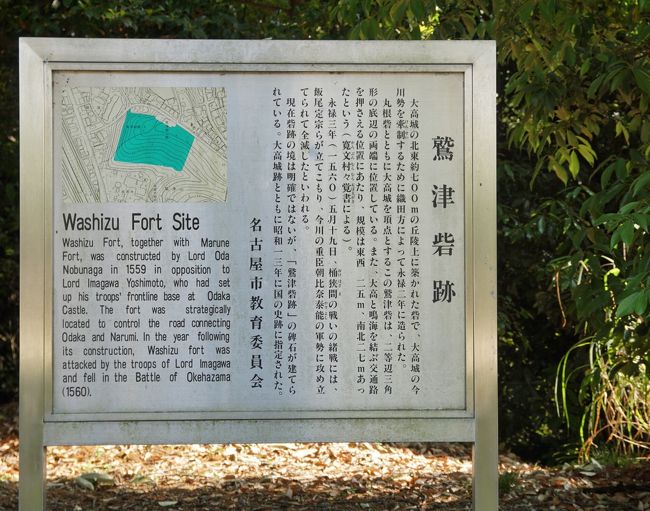 鷲津砦跡
大高城の北東約七〇〇mの丘陵上に築かれた砦で、大高城の今
川勢を牽制するために織田方によって永禄二年に造られた。
丸根砦とともに大高城を頂点とするこの鷲津砦は、二等辺三角
形の底辺の両端に位置している。また、大高と鳴海を結ぶ交通路
を押さえる位置にあたり、規模は東西二五m、南北二七mあっ
たという（寛文村々覚書による）。
永禄三年（一五六〇）五月十九日、桶狭間の戦いの緒戦には、
飯尾定宗らが立てこもり、今川の重臣朝比奈泰能の軍勢に攻め立
てられて全滅したといわれる。
現在砦跡の境は明確ではないが、「鷲津砦跡」の碑石が建てら
れている。大高城跡とともに昭和一三年に国の史跡に指定された。
名古屋市教育委員会
Washizu Fort Site
Washizu Fort, together with Marune
Fort, was constructed by Lord Oda
Nobunaga in 1559 in opposition to
Lord Imagawa Yoshimoto, who had set
up his troops' frontline base at Odaka
Castle. The fort was strategically
located to control the road connecting
Odaka and Narumi. In the year following
its construction, Washizu fort was
attacked by the troops of Lord Imagawa
and fell in the Battle of Okehazama
(1560).